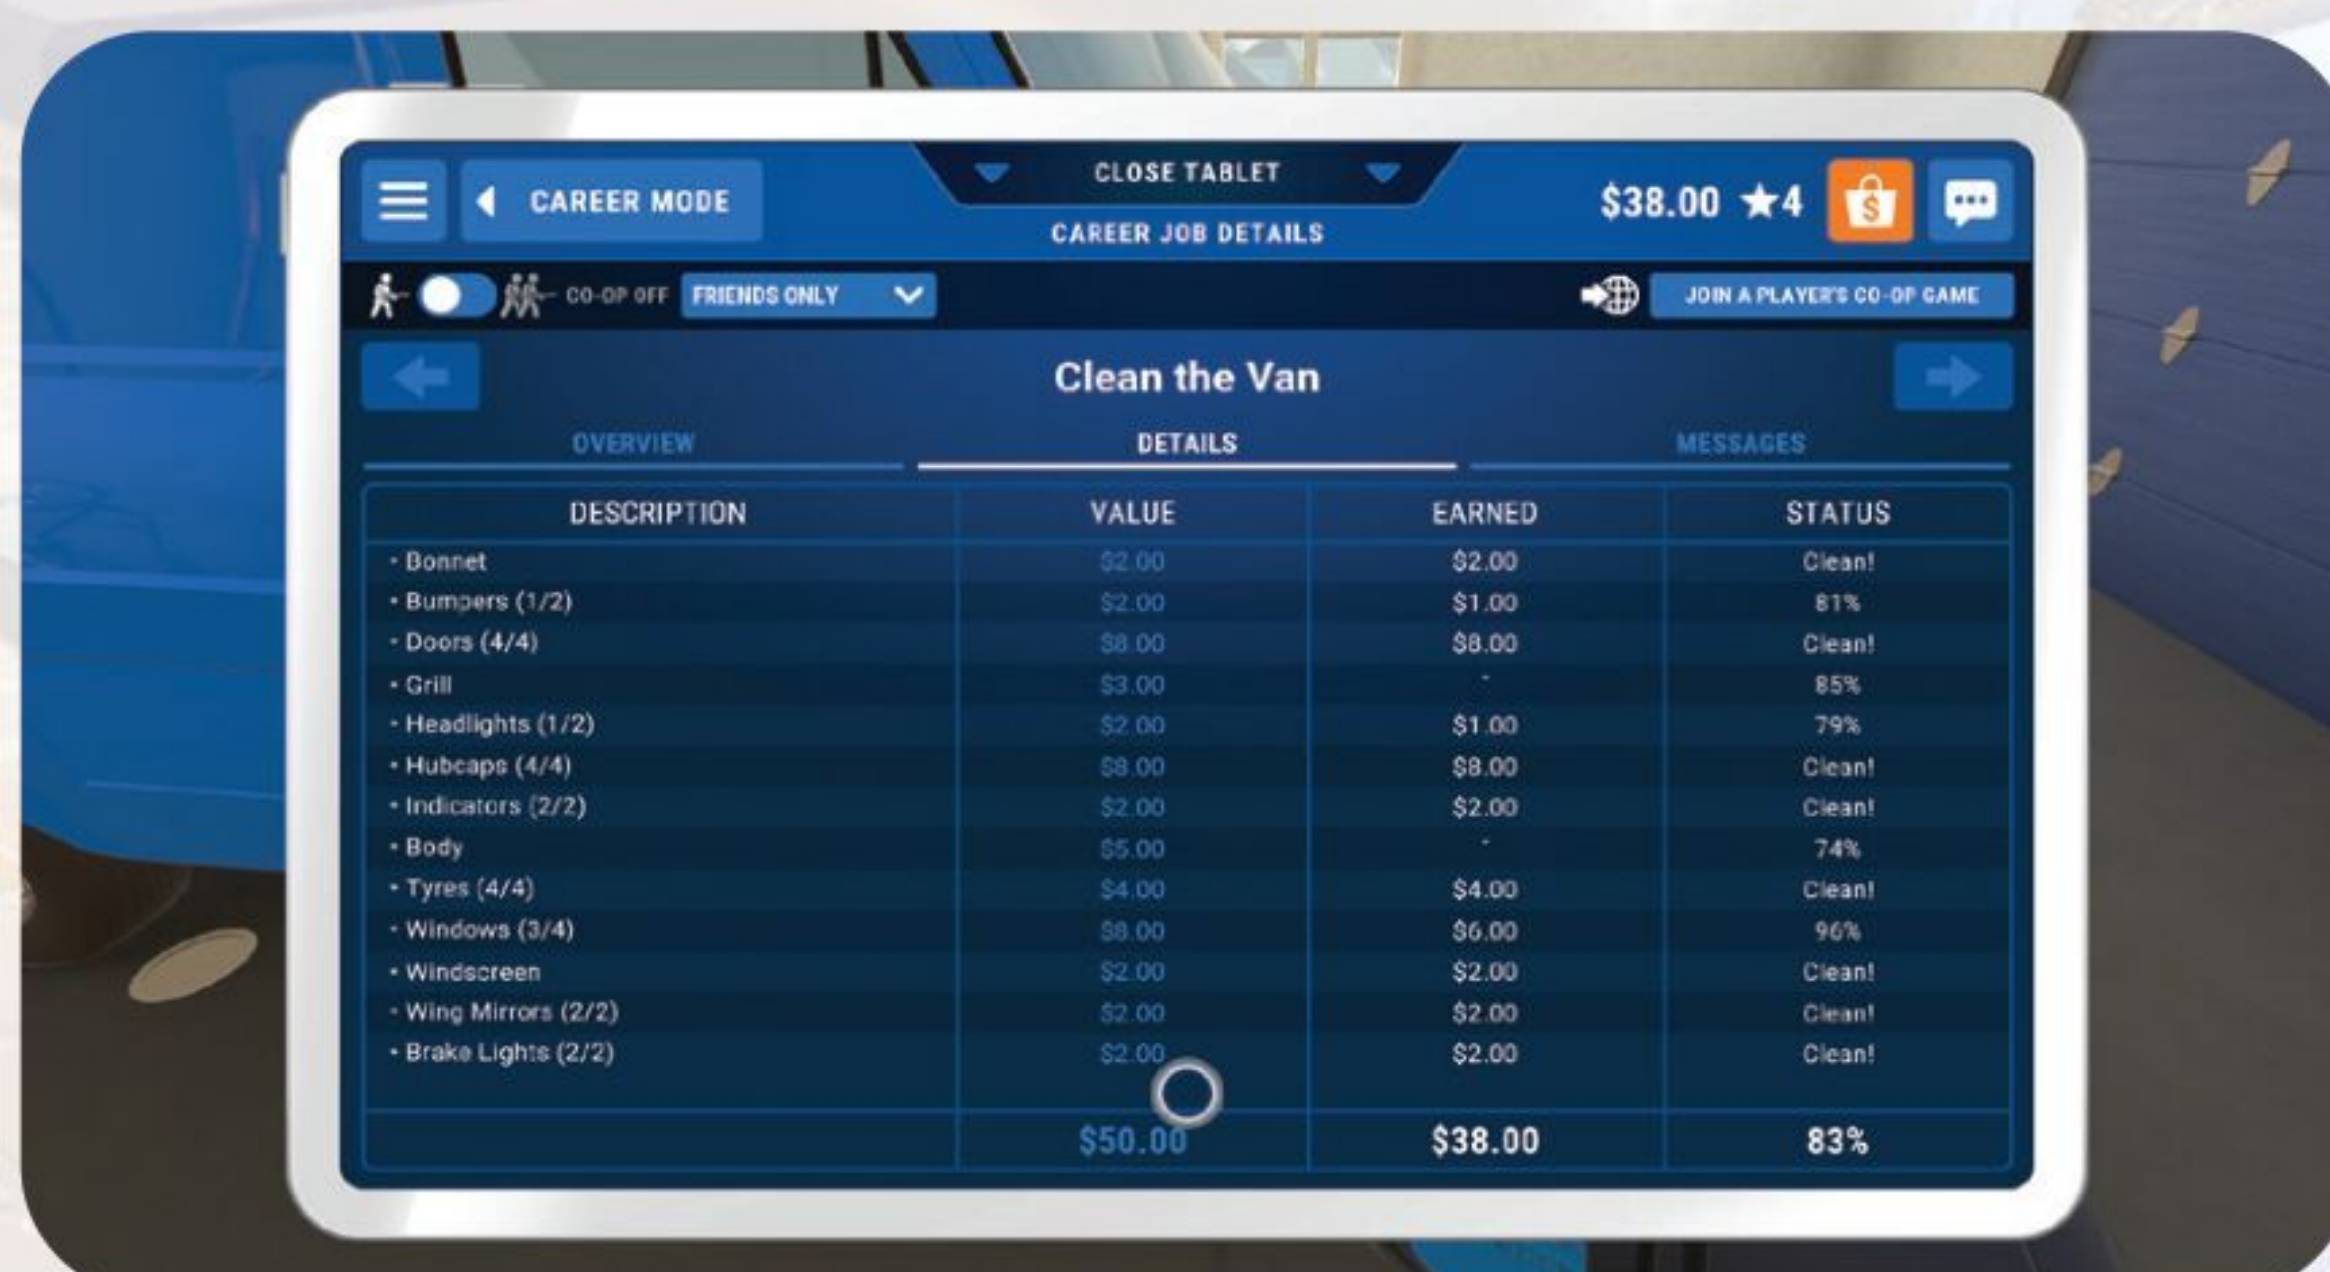 CLOSE TABLET
CAREER MODE
$38.00 ★4
CAREER JOB DETAILS
CO-OP OFF FRIENDS ONLY
JOIN A PLAYER'S CO-OP GAME
Clean the Van
OVERVIEW DETAILS MESSAGES
DESCRIPTION VALUE EARNED STATUS
• Bonnet $2.00 $2.00 Clean!
• Bumpers (1/2) $2.00 $1.00 81%
• Doors (4/4) $8.00 $8.00 Clean!
• Grill $3.00 - 85%
• Headlights (1/2) $2.00 $1.00 79%
• Hubcaps (4/4) $8.00 $8.00 Clean!
• Indicators (2/2) $2.00 $2.00 Clean!
• Body $5.00 - 74%
• Tyres (4/4) $4.00 $4.00 Clean!
• Windows (3/4) $8.00 $6.00 96%
• Windscreen $2.00 $2.00 Clean!
• Wing Mirrors (2/2) $2.00 $2.00 Clean!
• Brake Lights (2/2) $2.00 $2.00 Clean!
$50.00 $38.00 83%